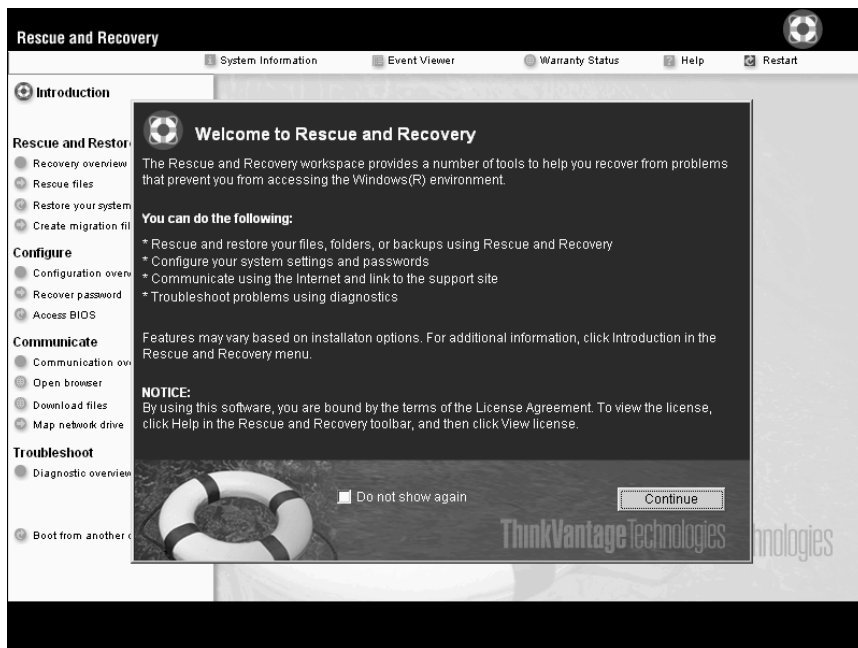 Rescue and Recovery
System Information
Event Viewer
Warranty Status
Help
Restart
Introduction
Rescue and Restor
Recovery overview
Rescue files
Restore your system
Create migration fil
Configure
Configuration overv
Recover password
Access BIOS
Communicate
Communication ov
Open browser
Download files
Map network drive
Troubleshoot
Diagnostic overview
Boot from another
Welcome to Rescue and Recovery
The Rescue and Recovery workspace provides a number of tools to help you recover from problems
that prevent you from accessing the Windows(R) environment.
You can do the following:
* Rescue and restore your files, folders, or backups using Rescue and Recovery
* Configure your system settings and passwords
* Communicate using the Internet and link to the support site
* Troubleshoot problems using diagnostics
Features may vary based on installaton options. For additional information, click Introduction in the
Rescue and Recovery menu.
NOTICE:
By using this software, you are bound by the terms of the License Agreement. To view the license,
click Help in the Rescue and Recovery toolbar, and then click View license.
Do not show again
Continue
ThinkVantage Technologies
hnologies